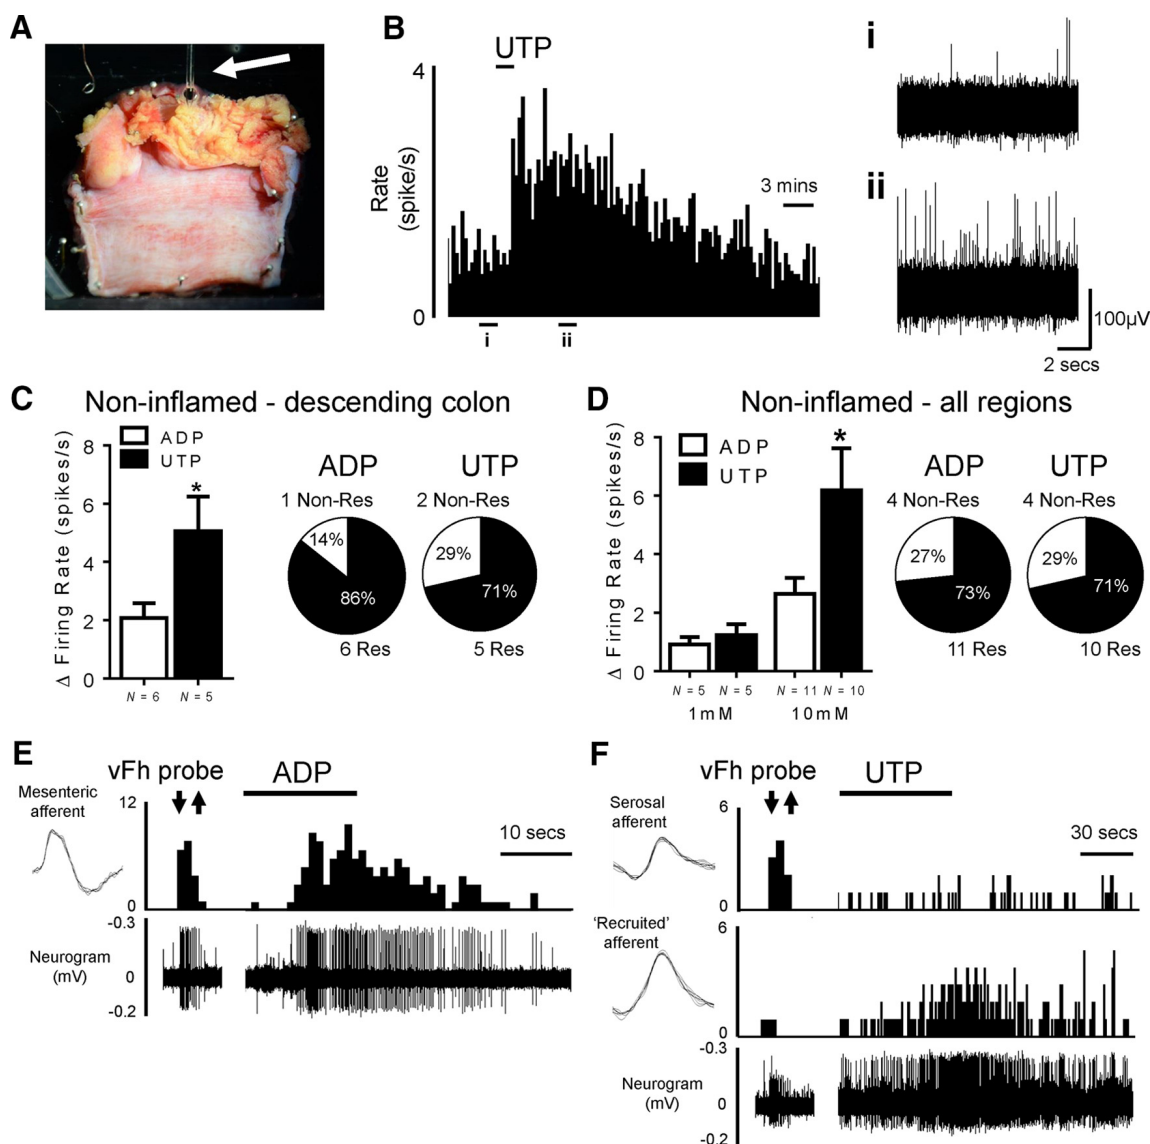 A
B
UTP
4
Rate
(spike/s)
3 mins
0
i
ii
i
ii
100µV
2 secs
C
Non-inflamed - descending colon
Δ Firing Rate (spikes/s)
8
6
4
2
0
ADP
UTP
*
N = 6
N = 5
ADP
1 Non-Res
14%
86%
6 Res
UTP
2 Non-Res
29%
71%
5 Res
D
Non-inflamed - all regions
Δ Firing Rate (spikes/s)
8
6
4
2
0
ADP
UTP
*
N = 5
N = 5
N = 11
N = 10
1mM
10mM
ADP
4 Non-Res
27%
73%
11 Res
UTP
4 Non-Res
29%
71%
10 Res
E
vFh probe
ADP
Mesenteric
afferent
12
0
10 secs
Neurogram
(mV)
-0.3
0
-0.2
F
vFh probe
UTP
Serosal
afferent
6
0
30 secs
‘Recruited’
afferent
6
0
Neurogram
(mV)
-0.3
0
-0.2